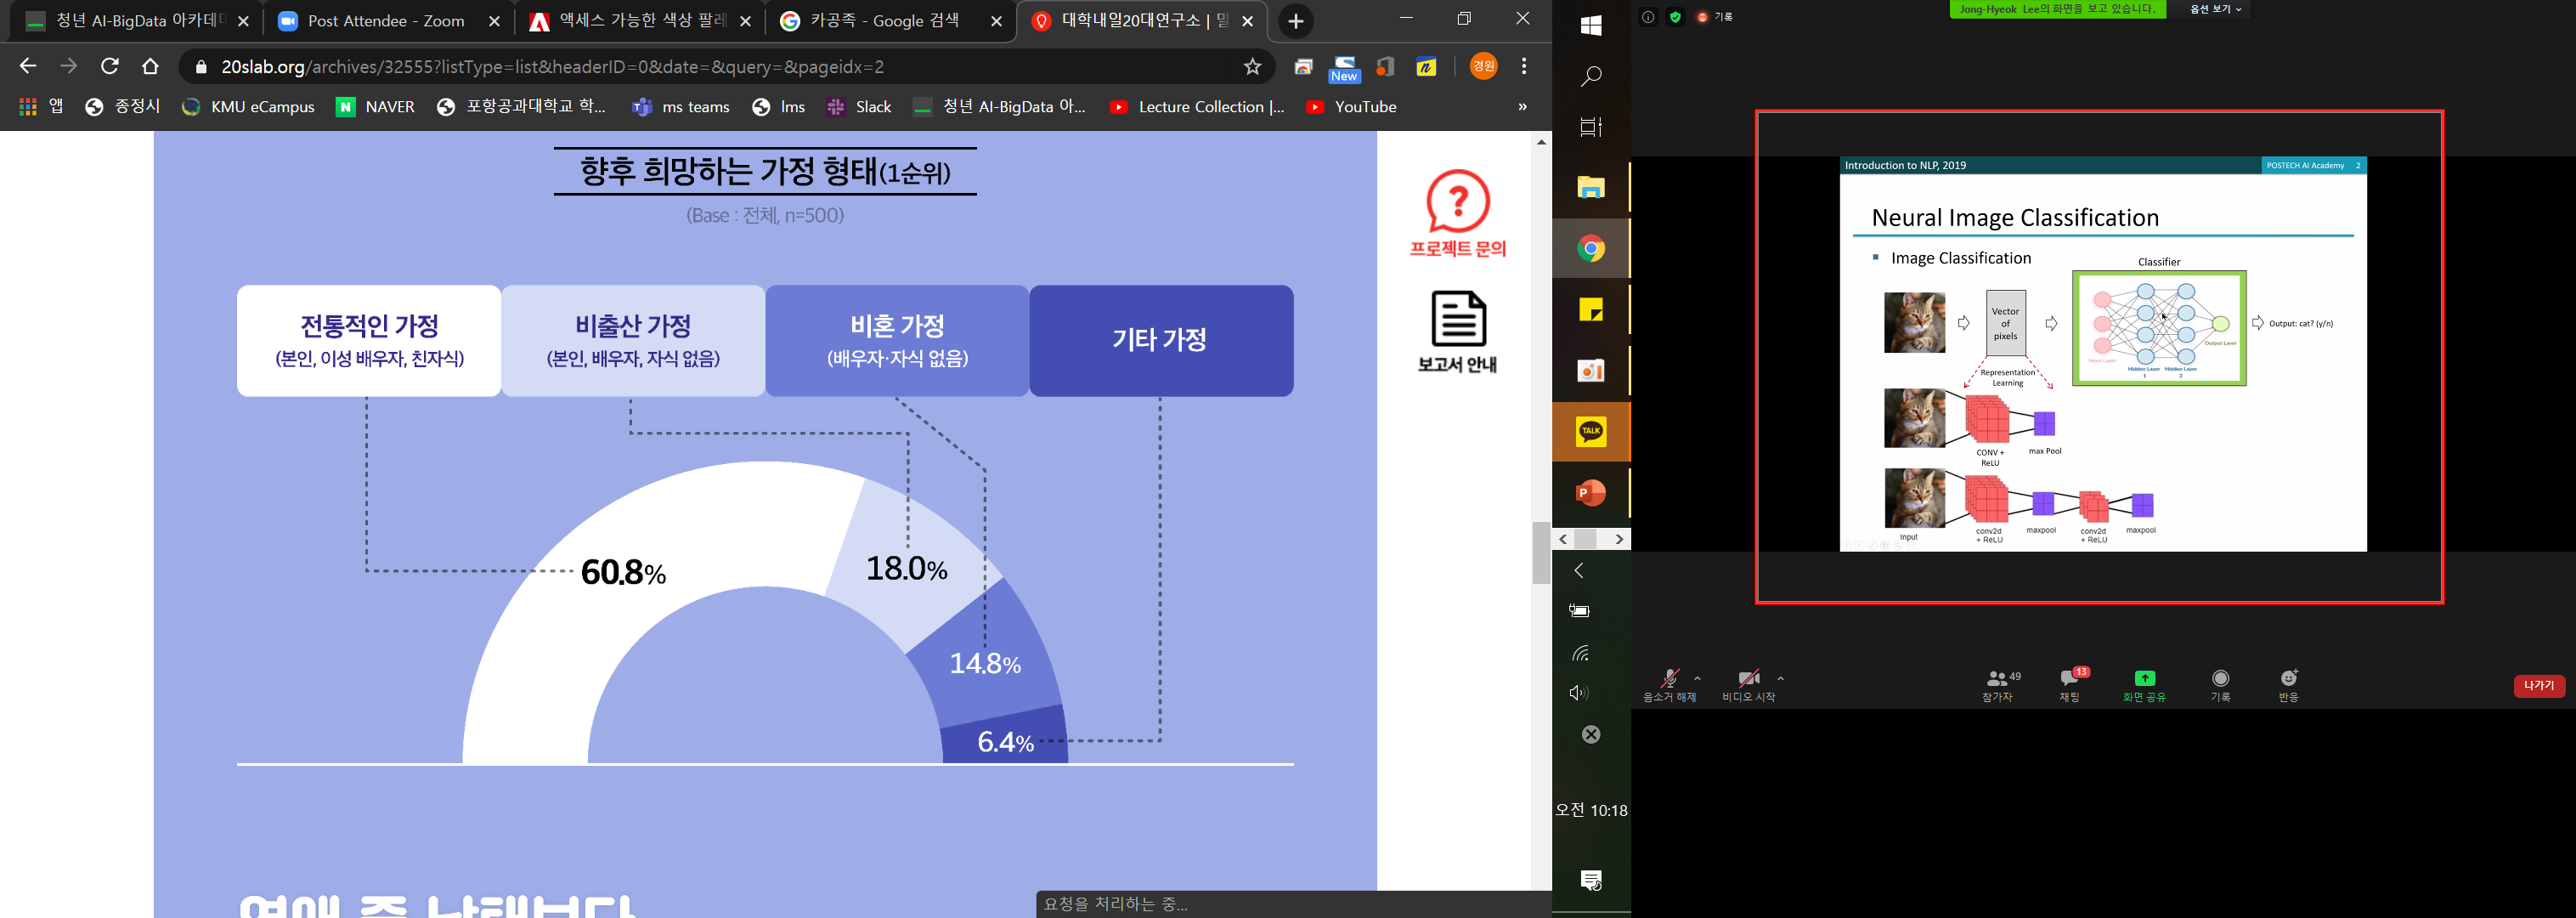 청년 AI-BigData 아카데미
Post Attendee - Zoom
액세스 가능한 색상 팔레
카공족 - Google 검색
대학내일20대연구소 | 밀
20slab.org/archives/32555?listType=list&headerID=0&date=&query=&pageidx=2
New
경원
앱
종정시
KMU eCampus
NAVER
포항공과대학교 학...
ms teams
lms
Slack
청년 AI-BigData 아...
Lecture Collection |...
YouTube
»
향후 희망하는 가정 형태(1순위)
(Base : 전체, n=500)
전통적인 가정
(본인, 이성 배우자, 친자식)
비출산 가정
(본인, 배우자, 자식 없음)
비혼 가정
(배우자·자식 없음)
기타 가정
60.8%
18.0%
14.8%
6.4%
프로젝트 문의
보고서 안내
요청을 처리하는 중...
TALK
오전 10:18
기록
Jong-Hyeok Lee의 화면을 보고 있습니다.
옵션 보기
Introduction to NLP, 2019
POSTECH AI Academy 2
Neural Image Classification
Image Classification
Classifier
Vector
of
pixels
Input Layer
Hidden Layer
1
Hidden Layer
2
Output Layer
Output: cat? (y/n)
Representation
Learning
CONV +
ReLU
max Pool
input
conv2d
+ ReLU
maxpool
conv2d
+ ReLU
maxpool
음소거 해제
비디오 시작
49
참가자
13
채팅
화면 공유
기록
반응
나가기